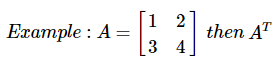 Example : A = [1 2; 3 4] then A^T